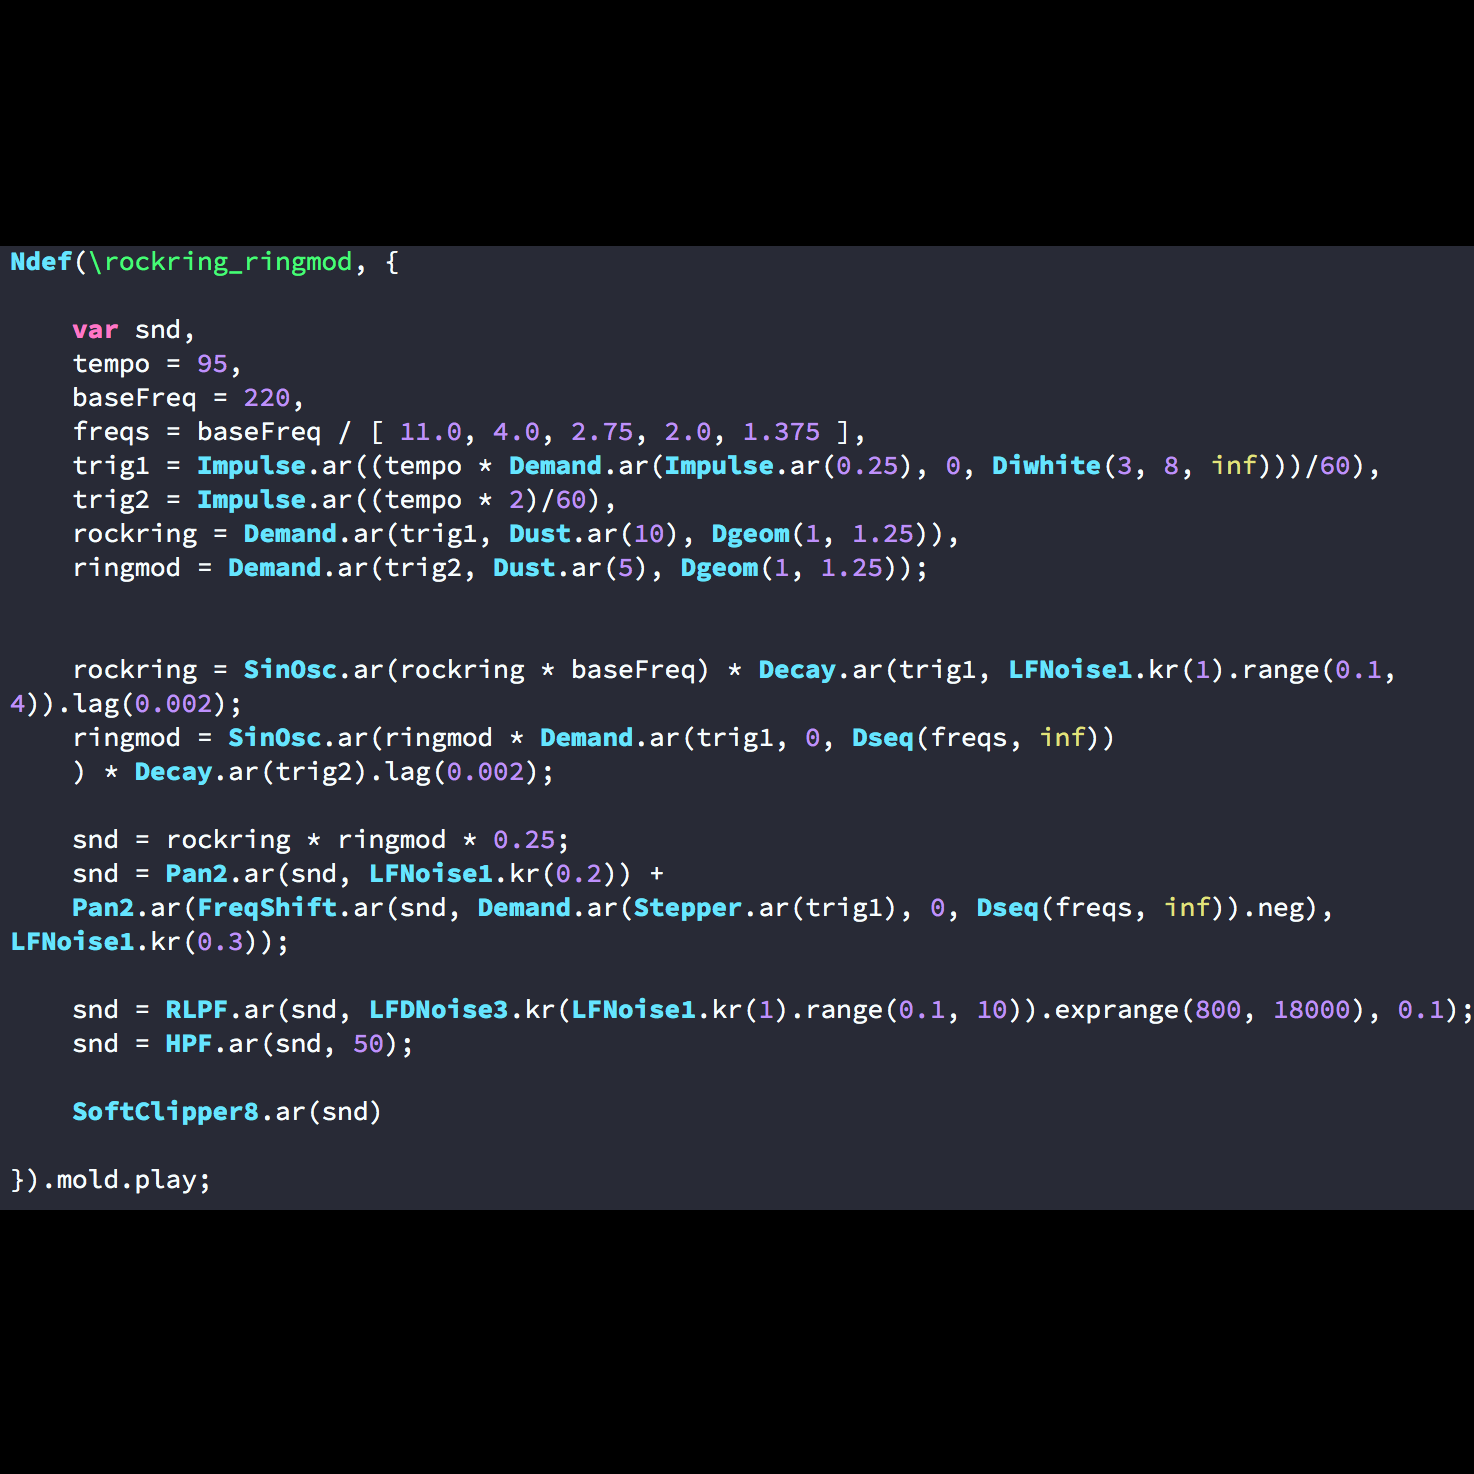 Ndef(\rockring_ringmod, {
var snd,
tempo = 95,
baseFreq = 220,
freqs = baseFreq / [ 11.0, 4.0, 2.75, 2.0, 1.375 ],
trig1 = Impulse.ar((tempo * Demand.ar(Impulse.ar(0.25), 0, Diwhite(3, 8, inf)))/60),
trig2 = Impulse.ar((tempo * 2)/60),
rockring = Demand.ar(trig1, Dust.ar(10), Dgeom(1, 1.25)),
ringmod = Demand.ar(trig2, Dust.ar(5), Dgeom(1, 1.25));
rockring = SinOsc.ar(rockring * baseFreq) * Decay.ar(trig1, LFNoise1.kr(1).range(0.1,
4)).lag(0.002);
ringmod = SinOsc.ar(ringmod * Demand.ar(trig1, 0, Dseq(freqs, inf))
) * Decay.ar(trig2).lag(0.002);
snd = rockring * ringmod * 0.25;
snd = Pan2.ar(snd, LFNoise1.kr(0.2)) +
Pan2.ar(FreqShift.ar(snd, Demand.ar(Stepper.ar(trig1), 0, Dseq(freqs, inf)).neg),
LFNoise1.kr(0.3));
snd = RLPF.ar(snd, LFDNoise3.kr(LFNoise1.kr(1).range(0.1, 10)).exprange(800, 18000), 0.1);
snd = HPF.ar(snd, 50);
SoftClipper8.ar(snd)
}).mold.play;